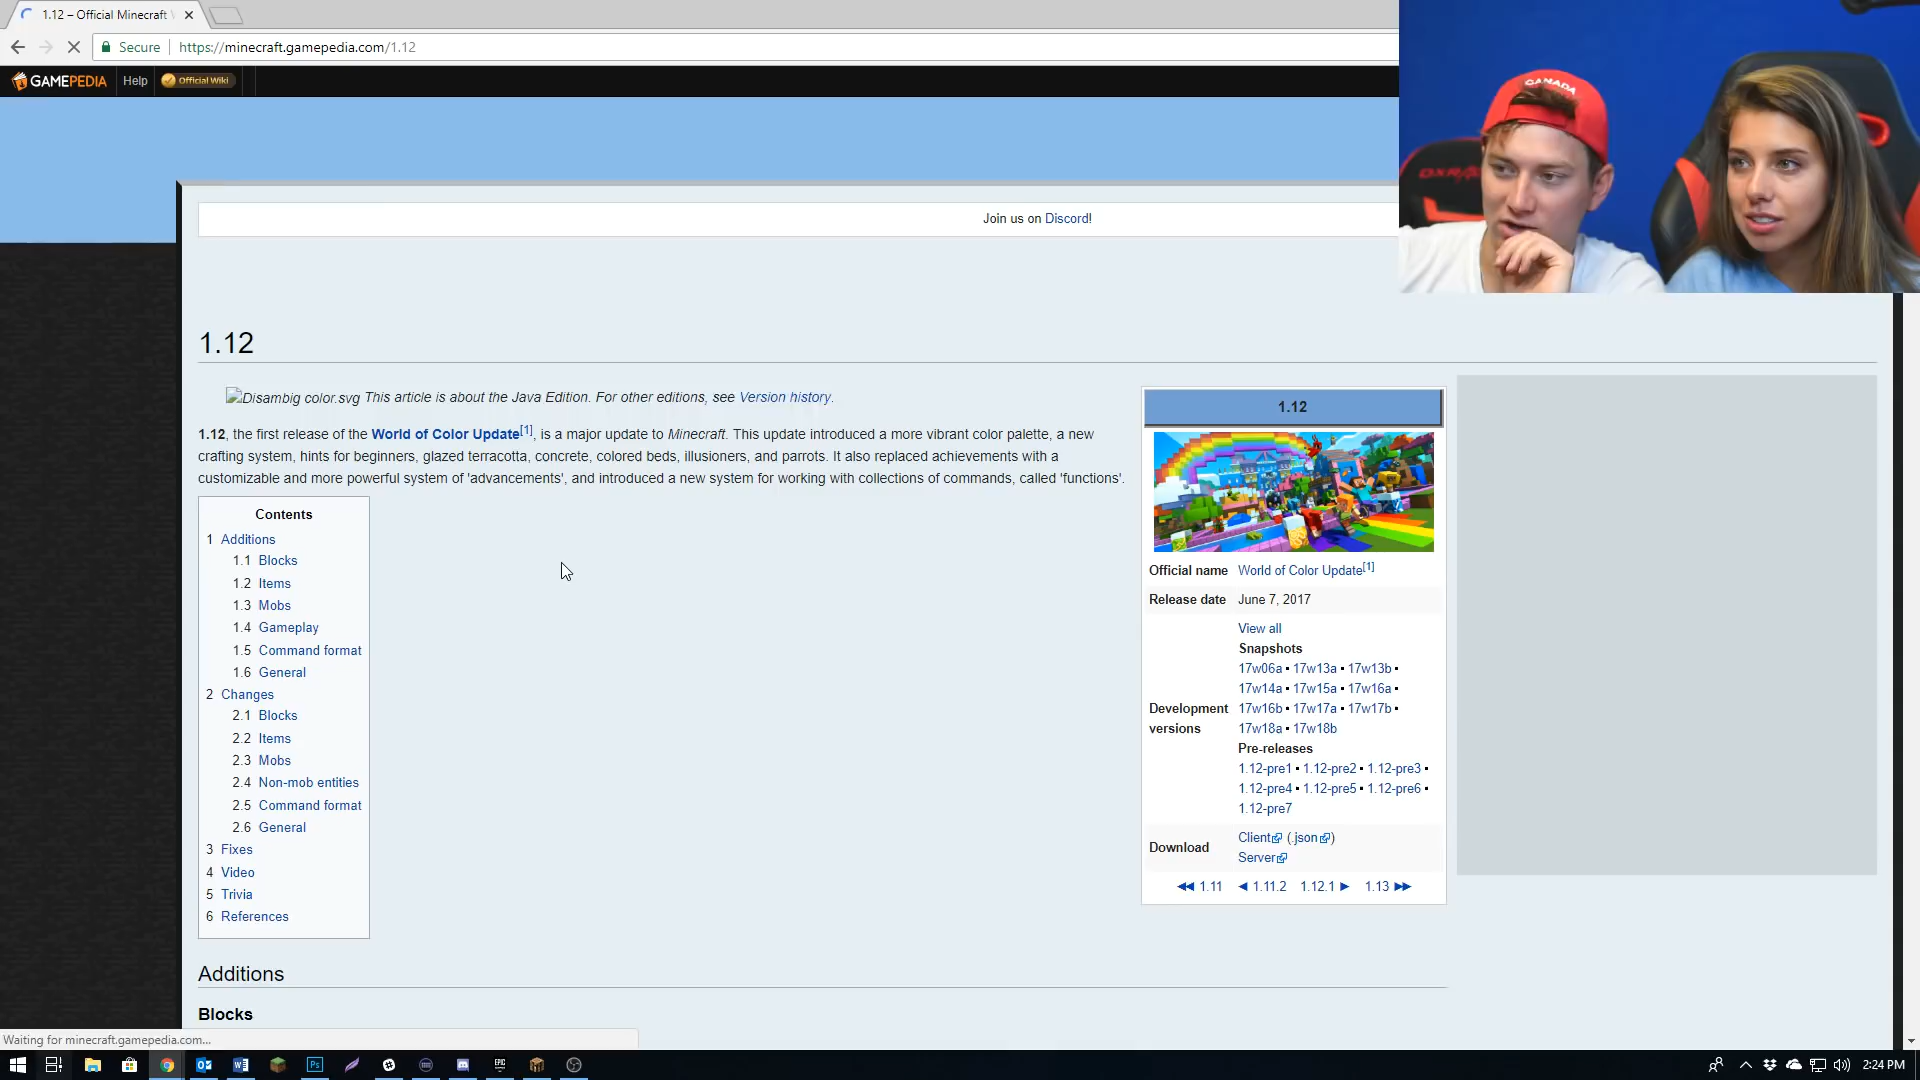 1.12 – Official Minecraft
Secure https://minecraft.gamepedia.com/1.12
GAMEPEDIA Help Official Wiki
CANADA
Join us on Discord!
1.12
Disambig color.svg This article is about the Java Edition. For other editions, see Version history.
1.12, the first release of the World of Color Update[1], is a major update to Minecraft. This update introduced a more vibrant color palette, a new
crafting system, hints for beginners, glazed terracotta, concrete, colored beds, illusioners, and parrots. It also replaced achievements with a
customizable and more powerful system of 'advancements', and introduced a new system for working with collections of commands, called 'functions'.
Contents
1 Additions
1.1 Blocks
1.2 Items
1.3 Mobs
1.4 Gameplay
1.5 Command format
1.6 General
2 Changes
2.1 Blocks
2.2 Items
2.3 Mobs
2.4 Non-mob entities
2.5 Command format
2.6 General
3 Fixes
4 Video
5 Trivia
6 References
1.12
Official name World of Color Update[1]
Release date June 7, 2017
Development versions
View all
Snapshots
17w06a ▪ 17w13a ▪ 17w13b ▪
17w14a ▪ 17w15a ▪ 17w16a ▪
17w16b ▪ 17w17a ▪ 17w17b ▪
17w18a ▪ 17w18b
Pre-releases
1.12-pre1 ▪ 1.12-pre2 ▪ 1.12-pre3 ▪
1.12-pre4 ▪ 1.12-pre5 ▪ 1.12-pre6 ▪
1.12-pre7
Download Client (.json)
Server
◄◄ 1.11 ◄ 1.11.2 1.12.1 ► 1.13 ►►
Additions
Blocks
Waiting for minecraft.gamepedia.com...
Ps
EPIC
2:24 PM